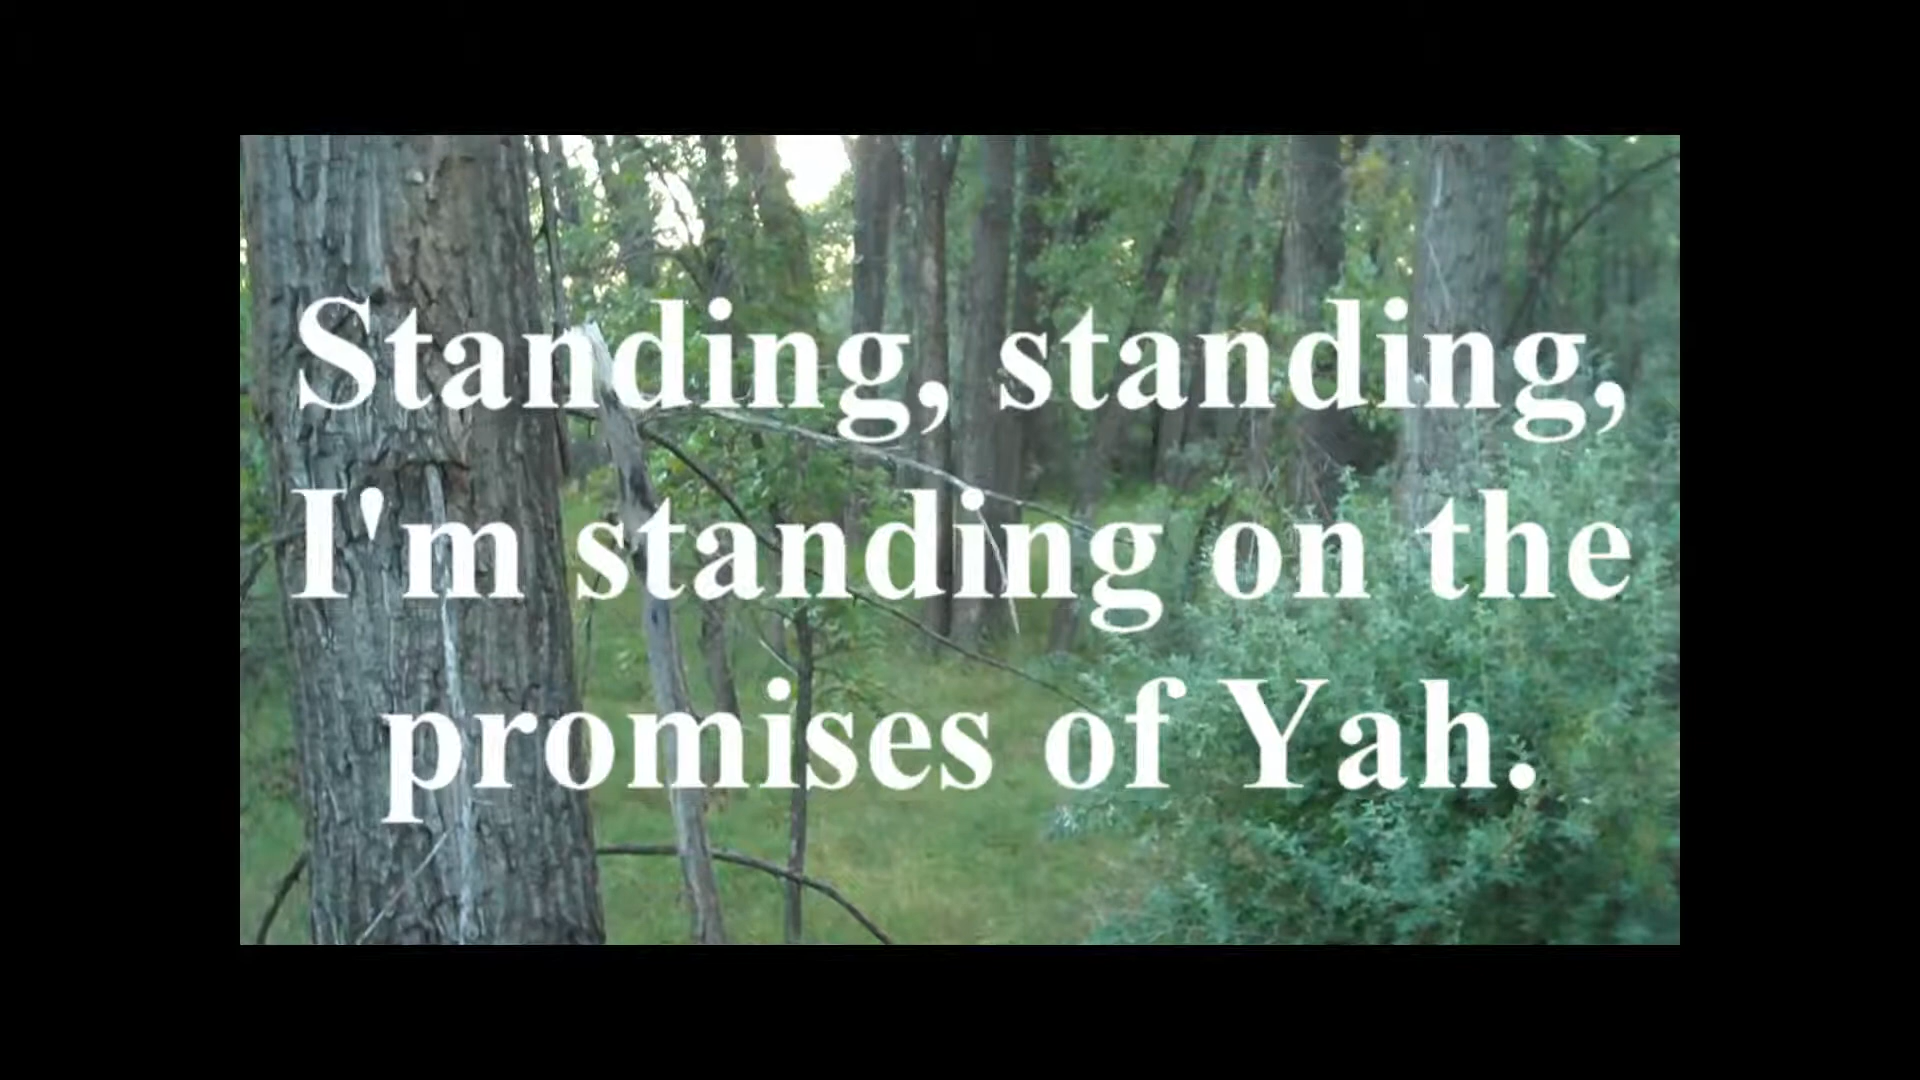 Standing, standing,
I'm standing on the
promises of Yah.